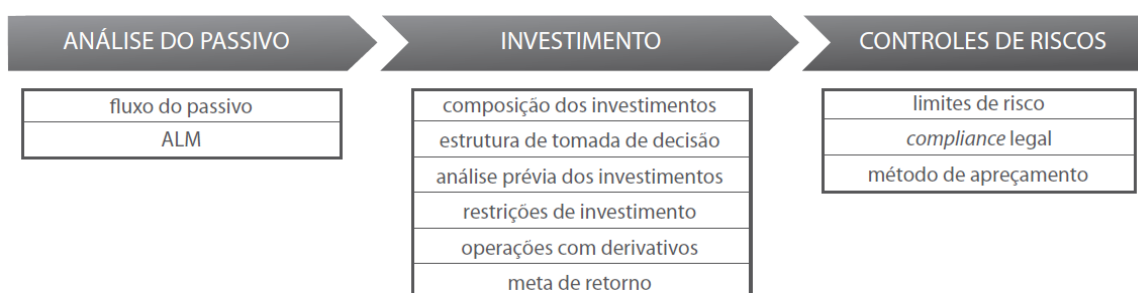 ANÁLISE DO PASSIVO
fluxo do passivo
ALM
INVESTIMENTO
composição dos investimentos
estrutura de tomada de decisão
análise prévia dos investimentos
restrições de investimento
operações com derivativos
meta de retorno
CONTROLES DE RISCOS
limites de risco
compliance legal
método de apreçamento